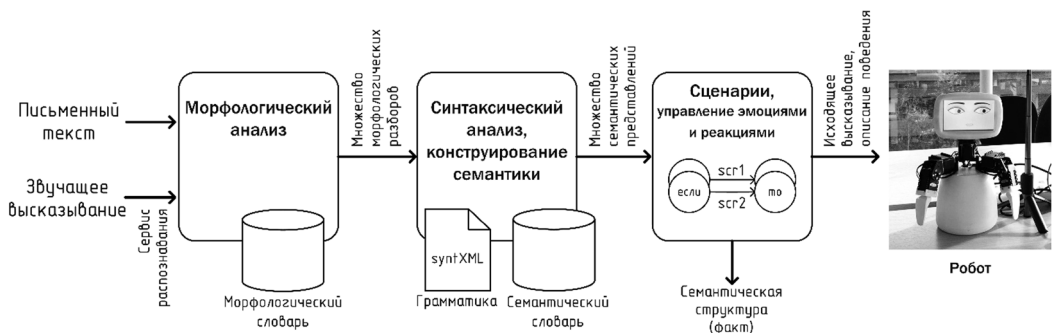 Письменный
текст
Звучащее
высказывание
Сервис
распознавания
Морфологический
анализ
Морфологический
словарь
Множество
морфологических
разборов
Синтаксический
анализ,
конструирование
семантики
syntXML
Грамматика
Семантический
словарь
Множество
семантических
представлений
Сценарии,
управление эмоциями
и реакциями
если
scr1
scr2
то
Семантическая
структура
(факт)
Исходящее
высказывание,
описание поведения
Робот